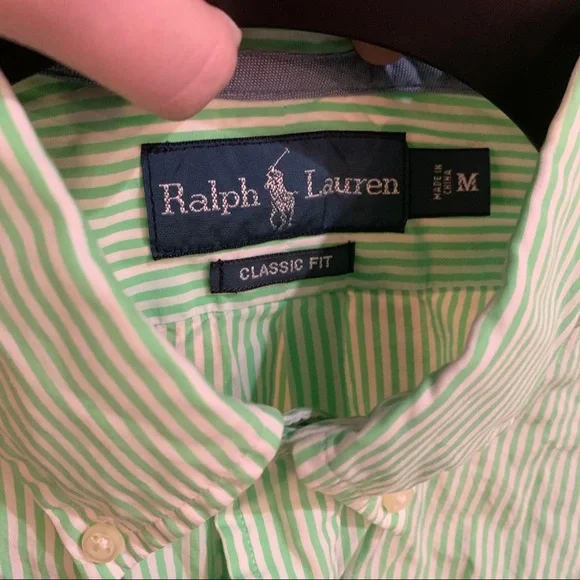 Ralph Lauren
MADE IN
CHINA
M
CLASSIC FIT